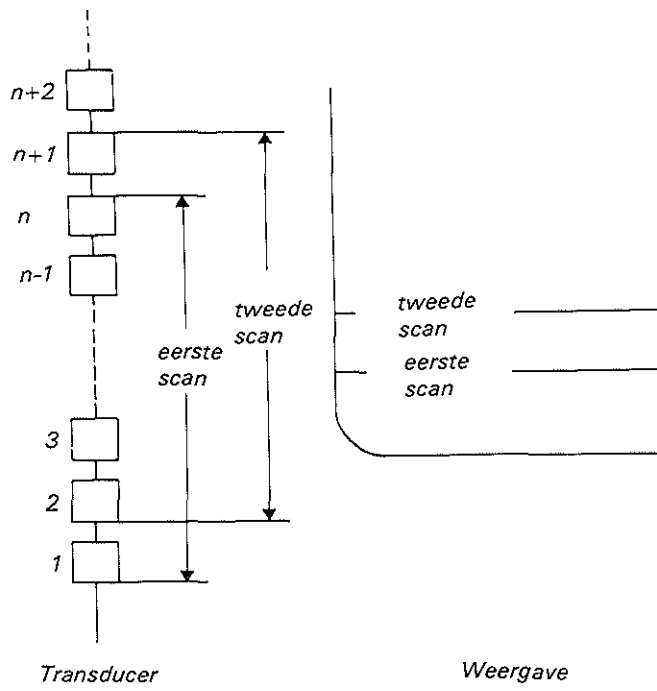 n+2
n+1
n
n-1
3
2
1
eerste
scan
tweede
scan
tweede
scan
eerste
scan
Transducer
Weergave